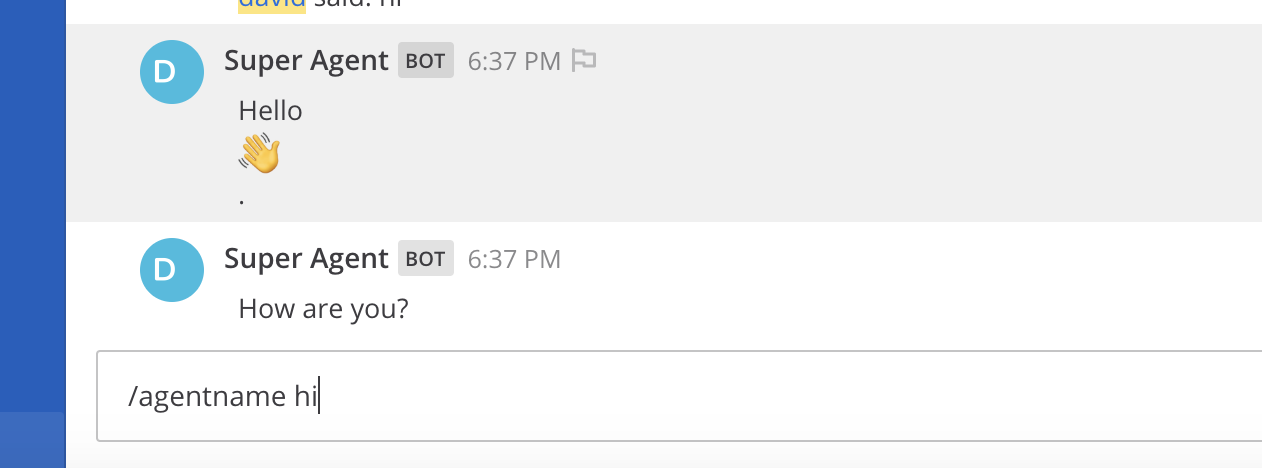 david said: hi
D
Super Agent BOT 6:37 PM
Hello
👋
.
D
Super Agent BOT 6:37 PM
How are you?
/agentname hi